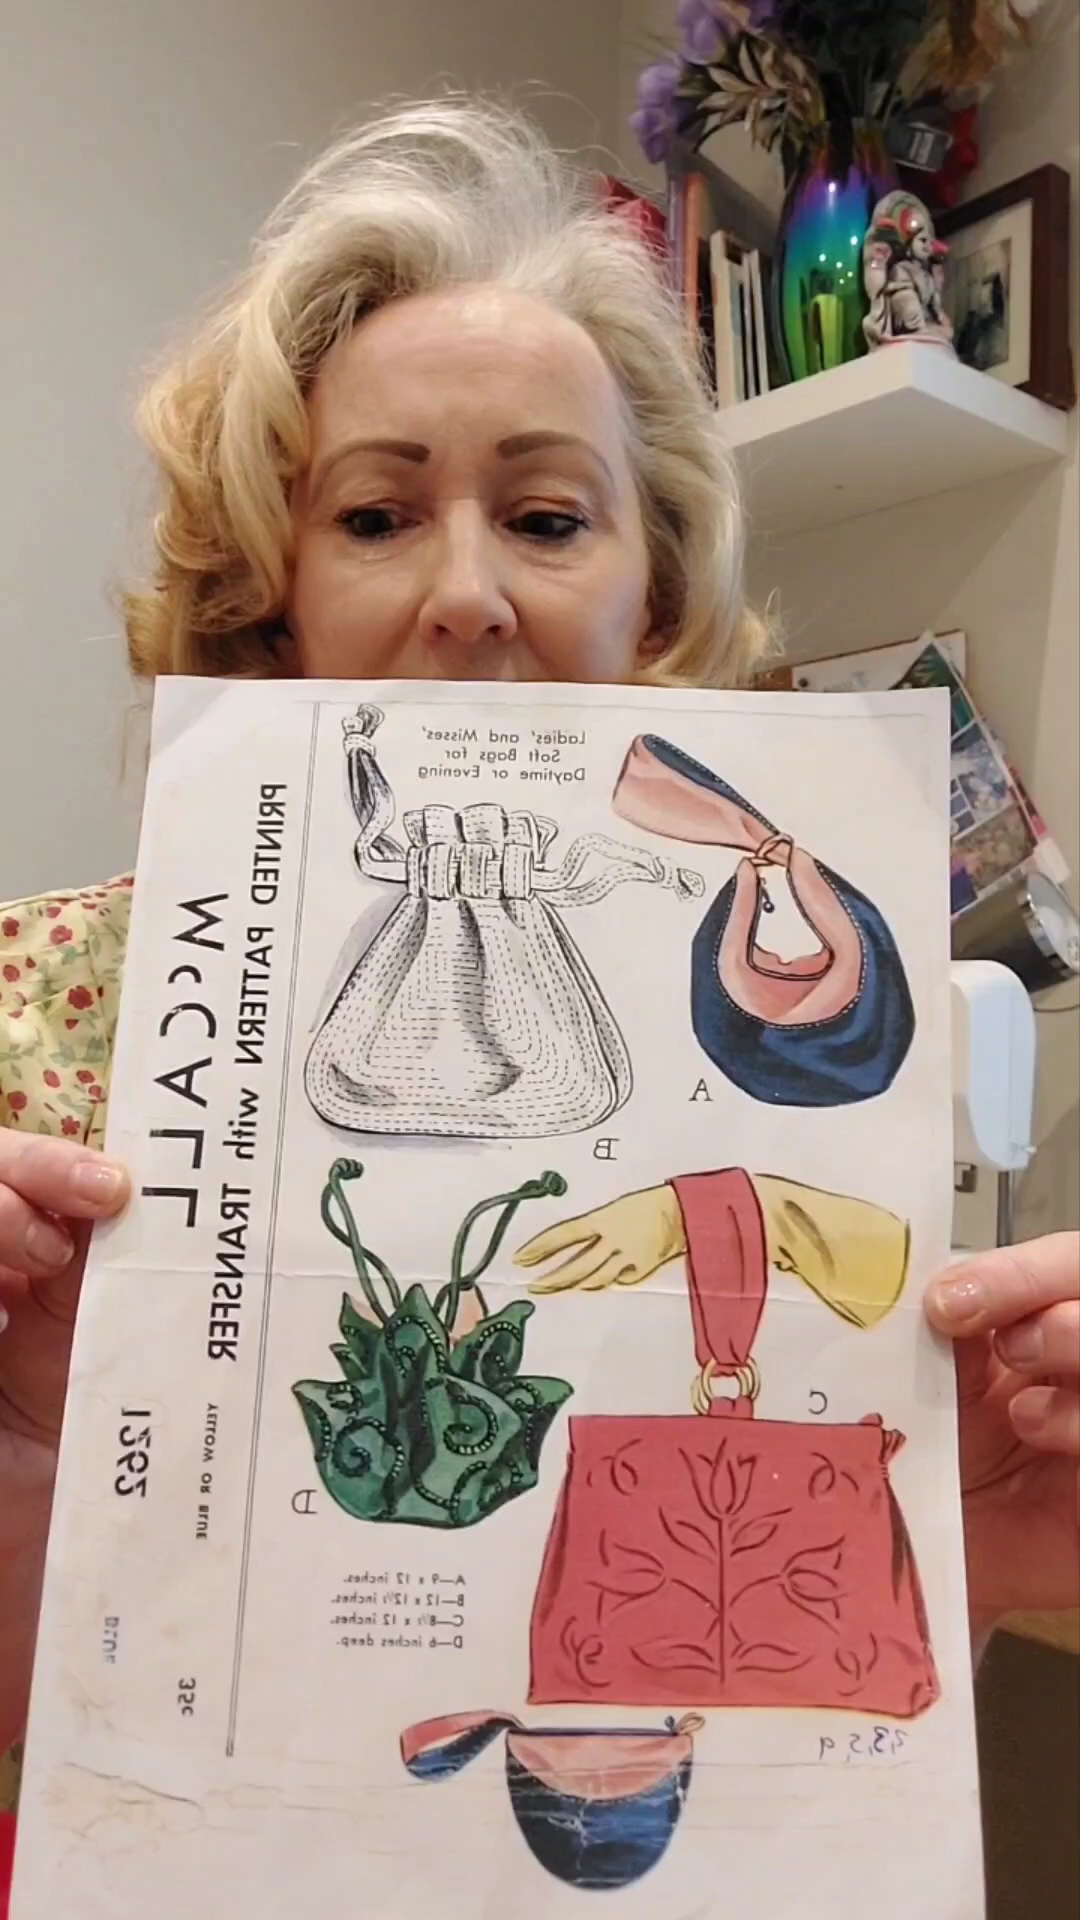 Ladies' and Misses'
Soft Bags for
Daytime or Evening
A
B
C
D
A—9 x 12 inches.
B—12 x 12½ inches.
C—8½ x 12 inches.
D—6 inches deep.
PRINTED PATTERN with TRANSFER
McCALL
YELLOW OR BLUE
1262
BLUE
35c